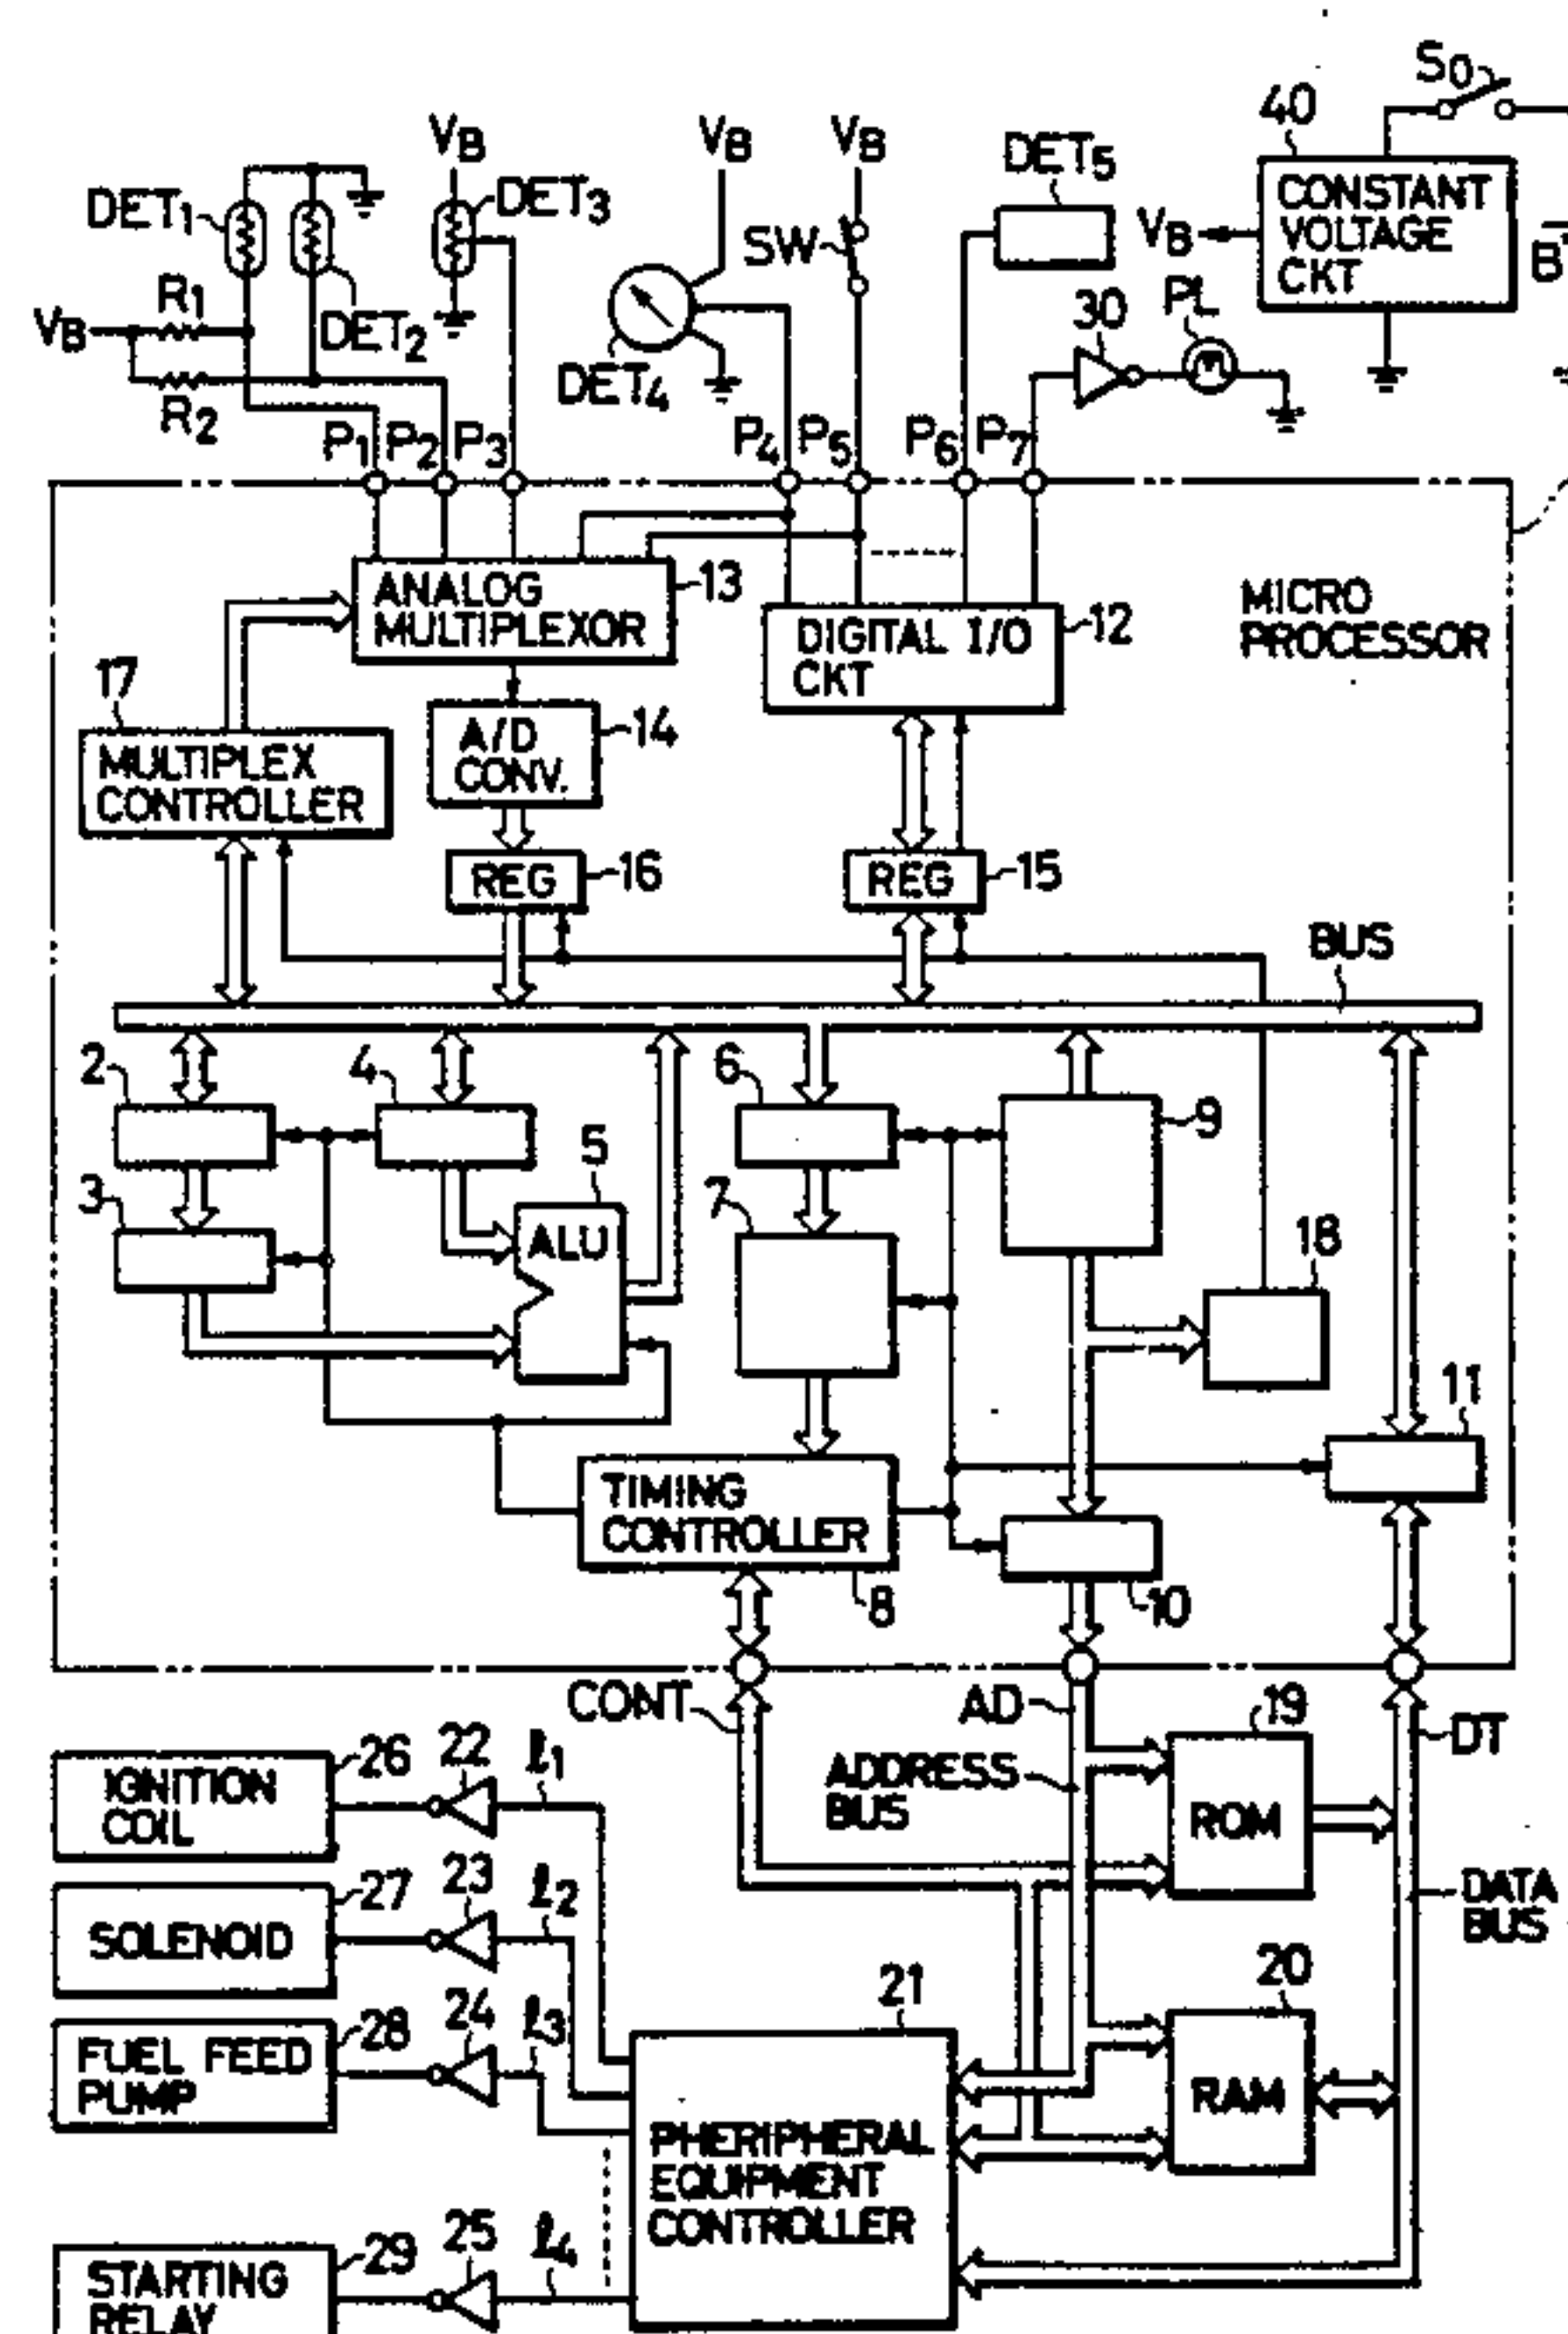 S0
40
VB
VB
VB
DET5
CONSTANT
VOLTAGE
CKT
DET1
DET3
SW
VB
B
R1
30
PL
VB
DET2
DET4
R2
P1
P2
P3
P4
P5
P6
P7
ANALOG
MULTIPLEXOR
13
DIGITAL I/O
CKT
12
MICRO
PROCESSOR
17
MULTIPLEX
CONTROLLER
A/D
CONV.
14
REG
16
REG
15
BUS
2
4
6
9
5
3
ALU
7
18
11
TIMING
CONTROLLER
8
10
CONT
AD
19
DT
IGNITION
COIL
26
22
ℓ1
ADDRESS
BUS
ROM
SOLENOID
27
23
ℓ2
DATA
BUS
21
20
FUEL FEED
PUMP
28
24
ℓ3
RAM
PHERIPHERAL
EQUIPMENT
CONTROLLER
STARTING
RELAY
29
25
ℓ4